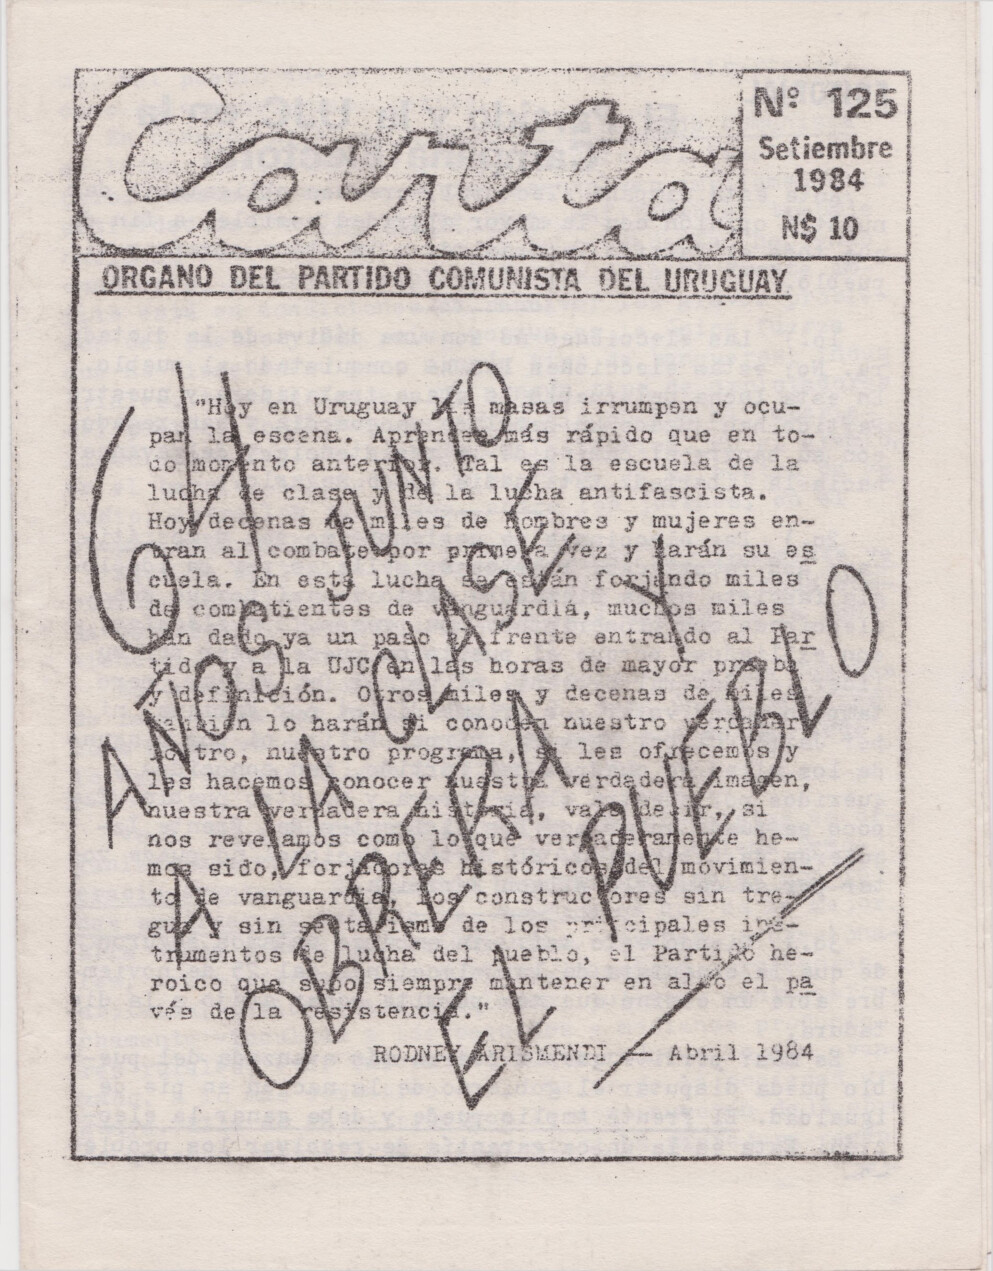 Carta
Nº 125
Setiembre
1984
N$ 10
ORGANO DEL PARTIDO COMUNISTA DEL URUGUAY
"Hoy en Uruguay las masas irrumpen y ocu-
pan la escena. Aprenden más rápido que en to-
do momento anterior. Tal es la escuela de la
lucha de clase y de la lucha antifascista.
Hoy decenas de miles de hombres y mujeres en-
tran al combate por primera vez y harán su es
cuela. En esta lucha se están forjando miles
de combatientes de vanguardia, muchos miles
han dado ya un paso al frente entrando al Par
tido y a la UJC en las horas de mayor prueba
y definición. Otros miles y decenas de miles
también lo harán si conocen nuestro verdader
rostro, nuestro programa, si les ofrecemos y
les hacemos conocer nuestra verdadera imagen,
nuestra verdadera historia, vale decir, si
nos revelamos como lo que verdaderamente he-
mos sido, forjadores históricos del movimien-
to de vanguardia, los constructores sin tre-
gua y sin sectarismo de los principales ins-
trumentos de lucha del pueblo, el Partido he-
roico que supo siempre mantener en alto el pa
vés de la resistencia."
RODNEY ARISMENDI — Abril 1984
64
AÑOS JUNTO
A LA CLASE
OBRERA Y
EL PUEBLO